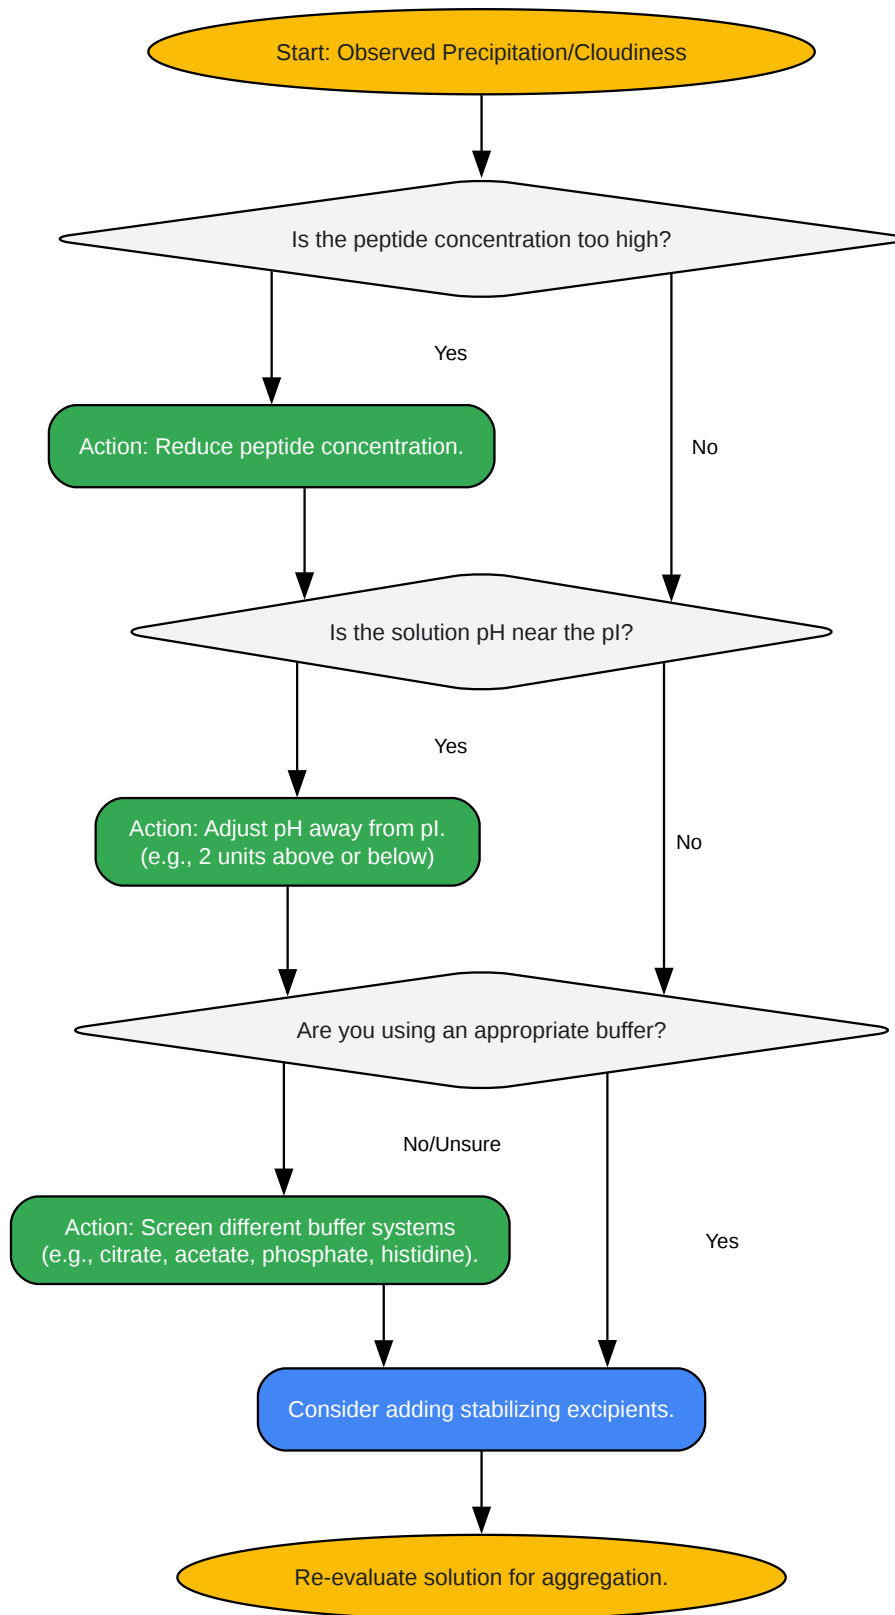 Start: Observed Precipitation/Cloudiness
Is the peptide concentration too high?
Yes
Action: Reduce peptide concentration.
No
Is the solution pH near the pI?
Yes
Action: Adjust pH away from pI.
(e.g., 2 units above or below)
No
Are you using an appropriate buffer?
No/Unsure
Action: Screen different buffer systems
(e.g., citrate, acetate, phosphate, histidine).
Yes
Consider adding stabilizing excipients.
Re-evaluate solution for aggregation.